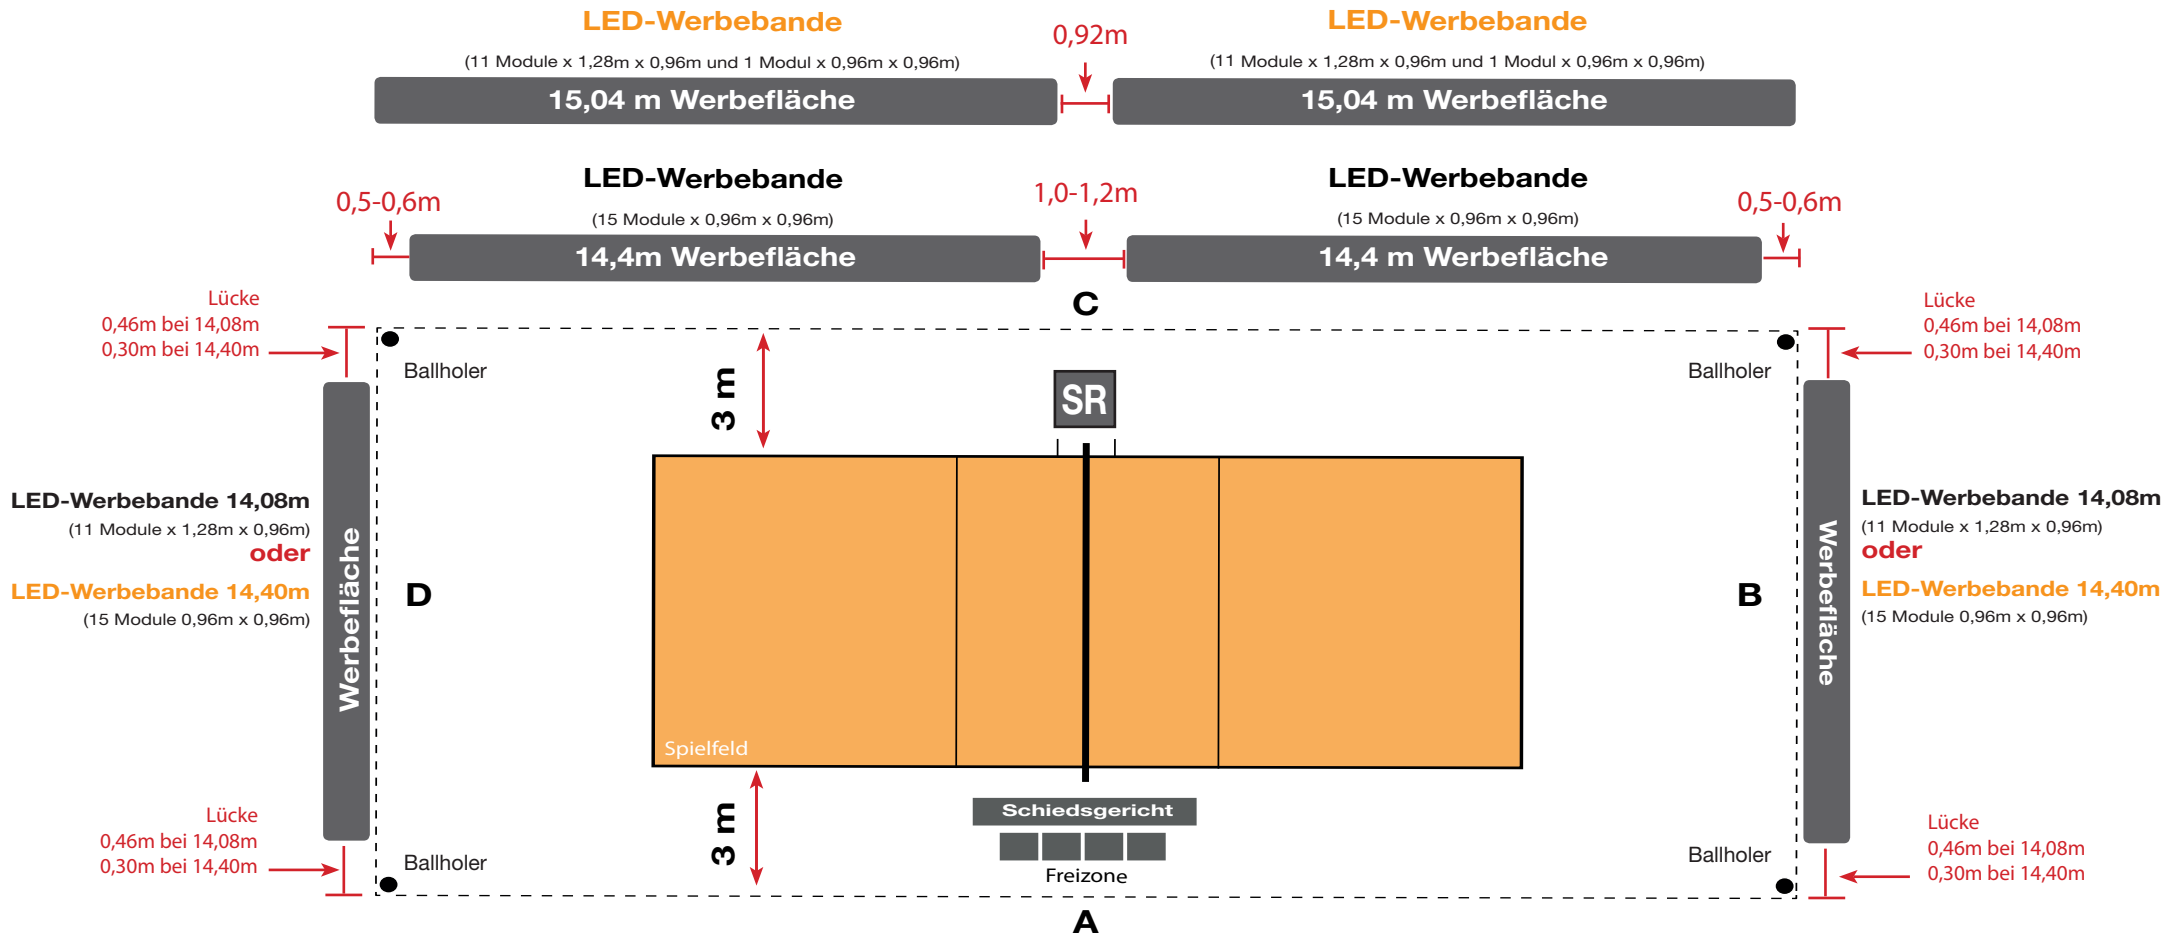 LED-Werbebande
LED-Werbebande
0,92m
(11 Module x 1,28m x 0,96m und 1 Modul x 0,96m x 0,96m)
(11 Module x 1,28m x 0,96m und 1 Modul x 0,96m x 0,96m)
15,04 m Werbefläche
15,04 m Werbefläche
LED-Werbebande
LED-Werbebande
0,5-0,6m
1,0-1,2m
0,5-0,6m
(15 Module x 0,96m x 0,96m)
(15 Module x 0,96m x 0,96m)
14,4m Werbefläche
14,4 m Werbefläche
C
Lücke
0,46m bei 14,08m
0,30m bei 14,40m
Lücke
0,46m bei 14,08m
0,30m bei 14,40m
Ballholer
Ballholer
3 m
SR
LED-Werbebande 14,08m
(11 Module x 1,28m x 0,96m)
oder
LED-Werbebande 14,40m
(15 Module 0,96m x 0,96m)
Werbefläche
D
B
Werbefläche
LED-Werbebande 14,08m
(11 Module x 1,28m x 0,96m)
oder
LED-Werbebande 14,40m
(15 Module 0,96m x 0,96m)
Spielfeld
3 m
Schiedsgericht
Freizone
Lücke
0,46m bei 14,08m
0,30m bei 14,40m
Ballholer
Ballholer
Lücke
0,46m bei 14,08m
0,30m bei 14,40m
A